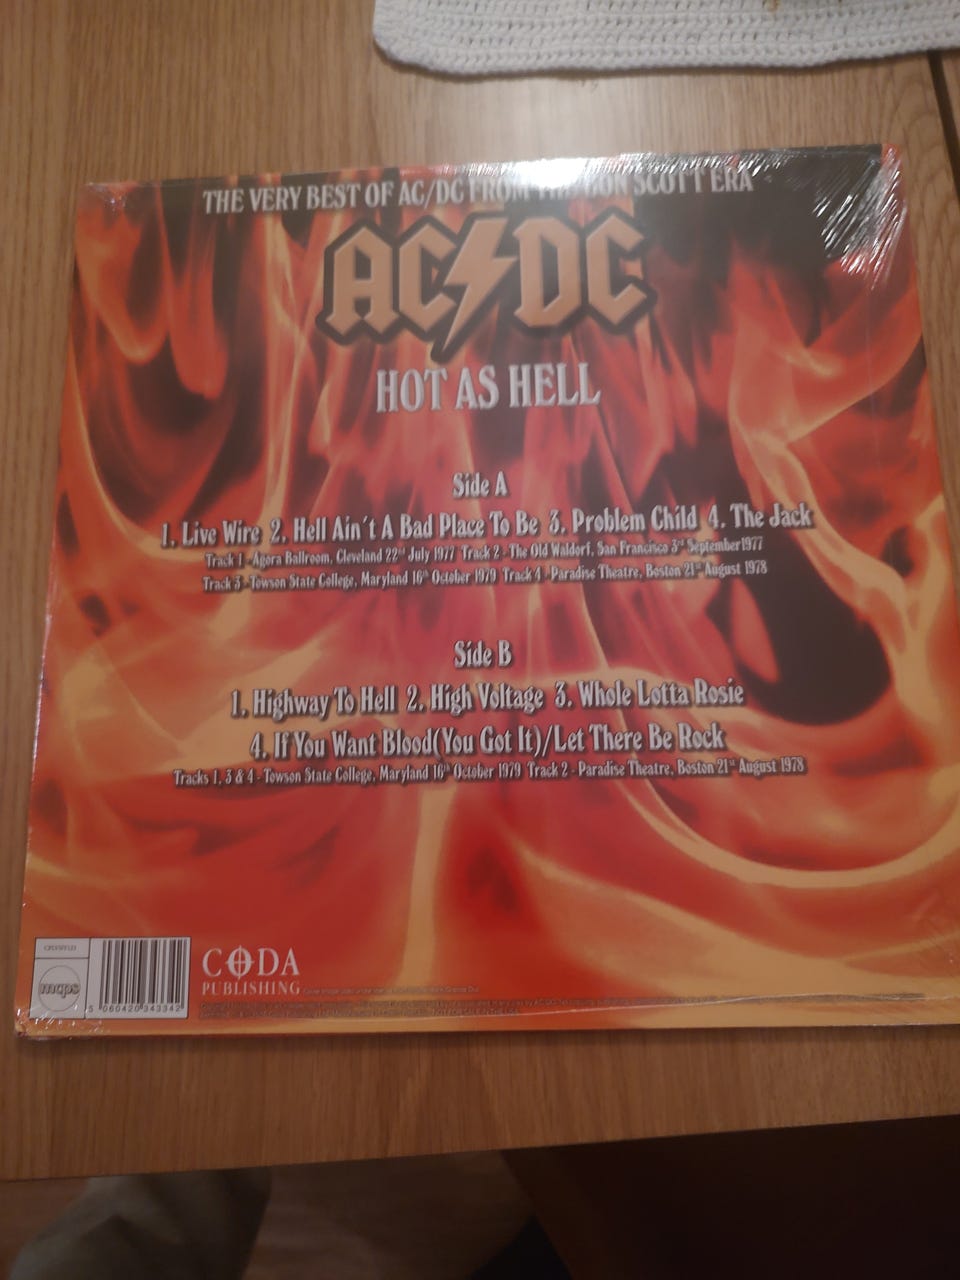 THE VERY BEST OF AC/DC FROM SCOTT ERA
AC DC
HOT AS HELL
Side A
1. Live Wire 2. Hell Ain´t A Bad Place To Be 3. Problem Child 4. The Jack
Track 1 - Agora Ballroom, Cleveland 22nd July 1977 Track 2 - The Old Waldorf, San Francisco 3rd September1977
Track 3 - Towson State College, Maryland 16th October 1979 Track 4 - Paradise Theatre, Boston 21st August 1978
Side B
1. Highway To Hell 2. High Voltage 3. Whole Lotta Rosie
4. If You Want Blood(You Got It)/Let There Be Rock
Tracks 1, 3 & 4 - Towson State College, Maryland 16th October 1979 Track 2 - Paradise Theatre, Boston 21st August 1978
mcps
5 060420 343342
CODA
PUBLISHING